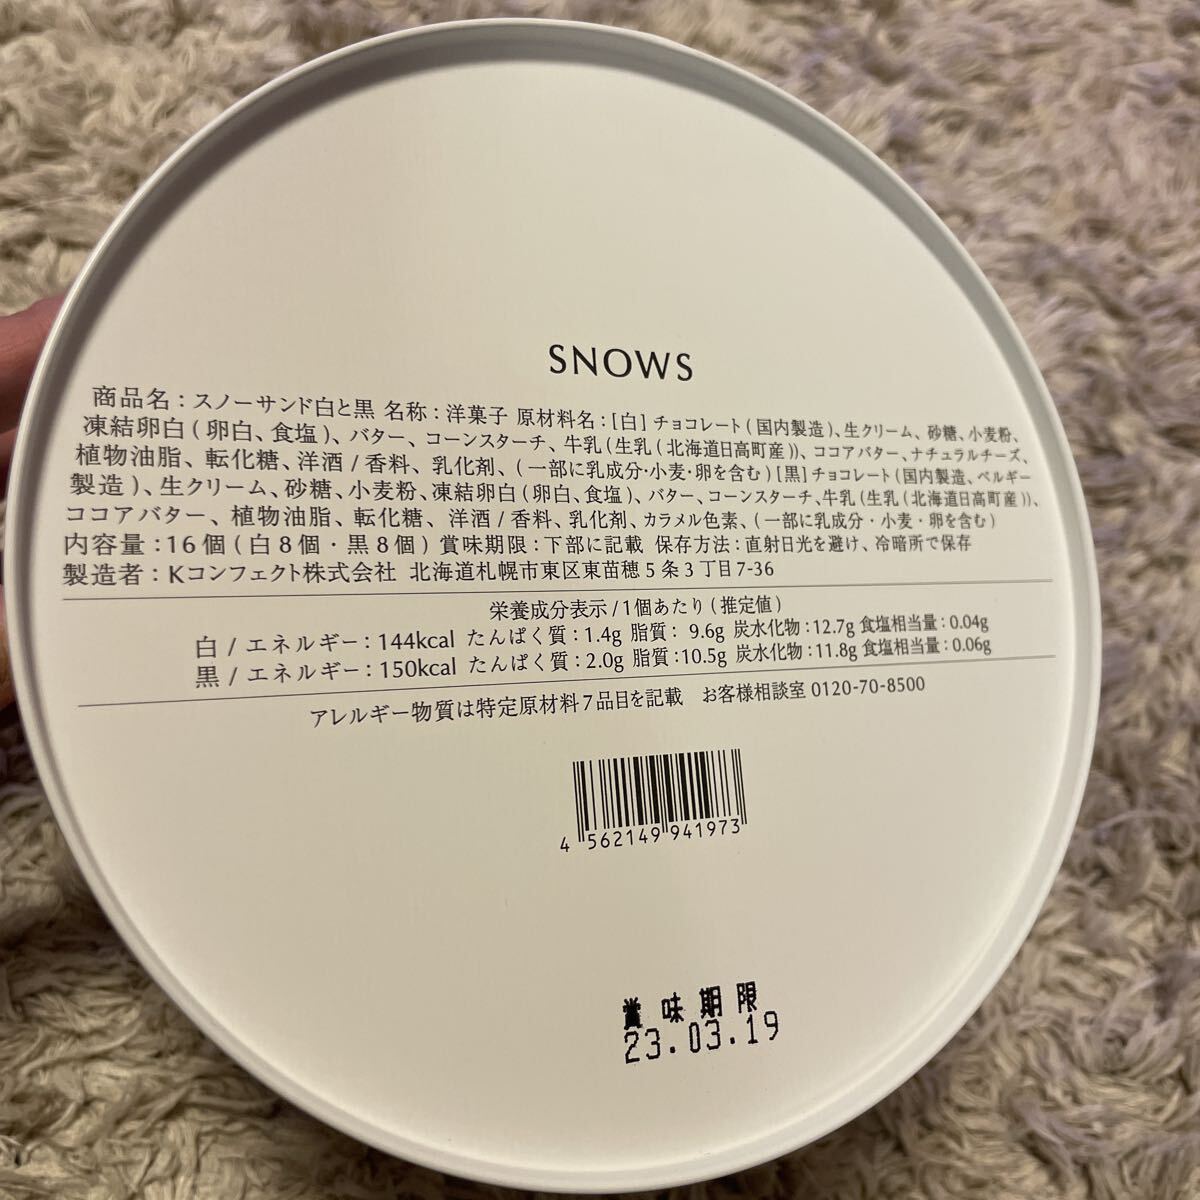 SNOWS
商品名：スノーサンド白と黒 名称：洋菓子 原材料名：[白] チョコレート(国内製造)、生クリーム、砂糖、小麦粉、
凍結卵白(卵白、食塩)、バター、コーンスターチ、牛乳(生乳(北海道日高町産))、ココアバター、ナチュラルチーズ、
植物油脂、転化糖、洋酒/香料、乳化剤、(一部に乳成分・小麦・卵を含む) [黒] チョコレート(国内製造、ベルギー
製造)、生クリーム、砂糖、小麦粉、凍結卵白(卵白、食塩)、バター、コーンスターチ、牛乳(生乳(北海道日高町産))、
ココアバター、植物油脂、転化糖、洋酒/香料、乳化剤、カラメル色素、(一部に乳成分・小麦・卵を含む)
内容量：16個(白8個・黒8個) 賞味期限：下部に記載 保存方法：直射日光を避け、冷暗所で保存
製造者：Kコンフェクト株式会社 北海道札幌市東区東苗穂5条3丁目7-36
栄養成分表示/1個あたり(推定値)
白/エネルギー：144kcal たんぱく質：1.4g 脂質：9.6g 炭水化物：12.7g 食塩相当量：0.04g
黒/エネルギー：150kcal たんぱく質：2.0g 脂質：10.5g 炭水化物：11.8g 食塩相当量：0.06g
アレルギー物質は特定原材料7品目を記載 お客様相談室 0120-70-8500
4 562149 941973
賞味期限
23.03.19